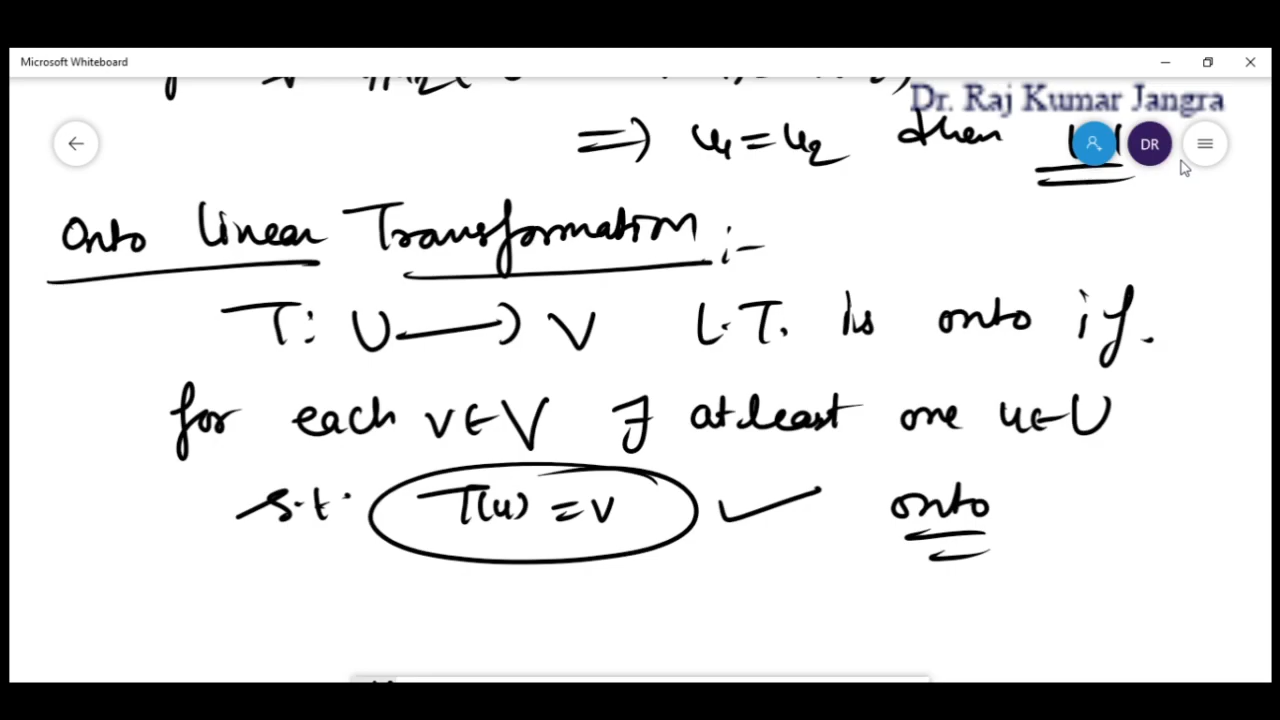 Microsoft Whiteboard
Dr. Raj Kumar Jangra
=> u1 = u2 then
DR
Onto linear Transformation :-
T: U → V L.T. is onto if.
for each v ∈ V ∃ atleast one u ∈ U
s.t. T(u) = v ✓ onto